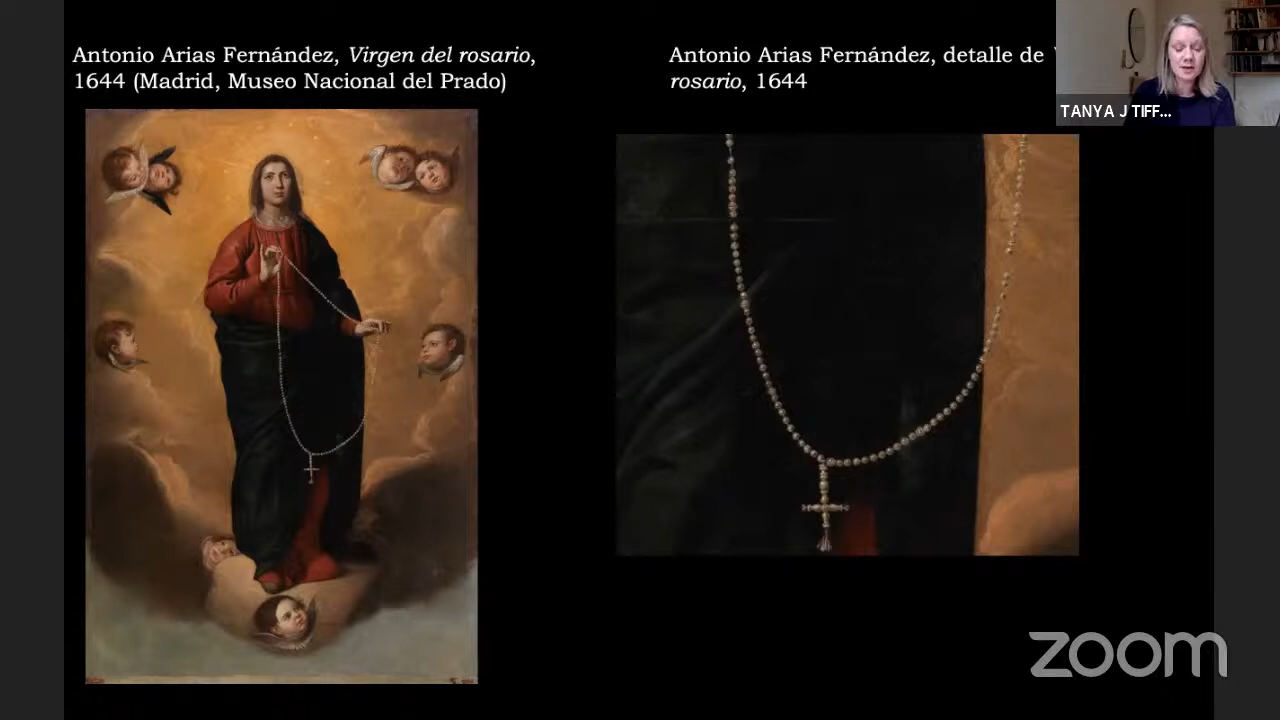 Antonio Arias Fernández, Virgen del rosario,
1644 (Madrid, Museo Nacional del Prado)
Antonio Arias Fernández, detalle de
rosario, 1644
TANYA J TIFF...
zoom